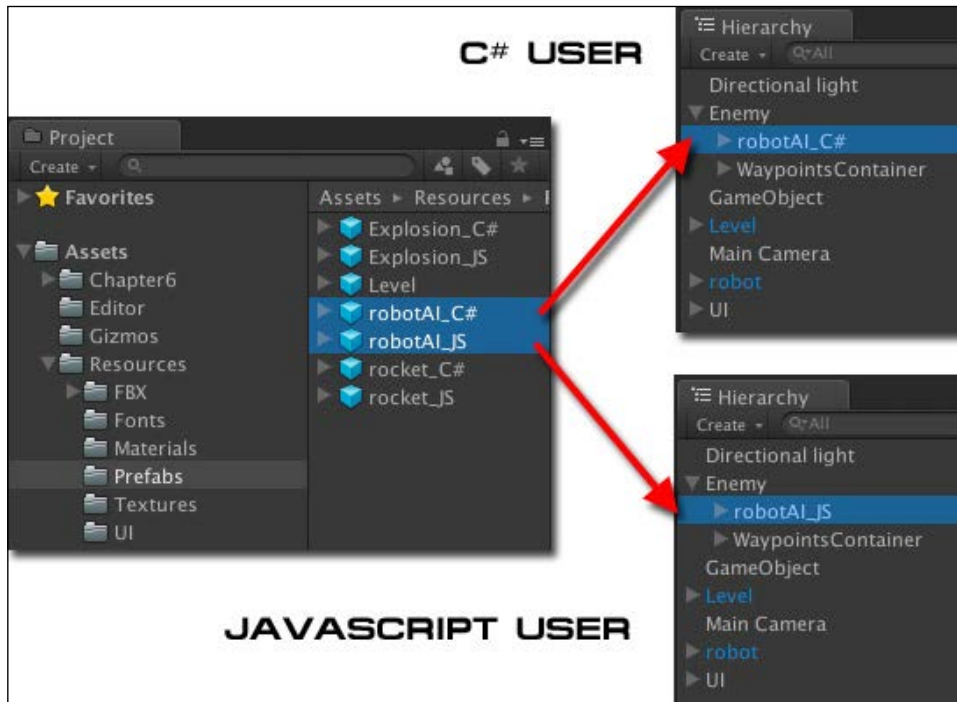 C# USER
Hierarchy
Create
All
Directional light
Enemy
robotAI_C#
WaypointsContainer
GameObject
Level
Main Camera
robot
UI
Project
Create
Favorites
Assets
Chapter6
Editor
Gizmos
Resources
FBX
Fonts
Materials
Prefabs
Textures
UI
Assets Resources
Explosion_C#
Explosion_JS
Level
robotAI_C#
robotAI_JS
rocket_C#
rocket_JS
Hierarchy
Create
All
Directional light
Enemy
robotAI_JS
WaypointsContainer
GameObject
Level
Main Camera
robot
UI
JAVASCRIPT USER